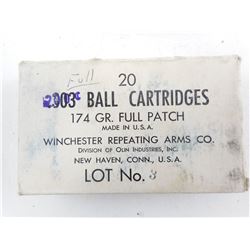 Full
20
.303" BALL CARTRIDGES
174 GR. FULL PATCH
MADE IN U.S.A.
WINCHESTER REPEATING ARMS CO.
DIVISION OF OLIN INDUSTRIES, INC.
NEW HAVEN, CONN., U.S.A.
LOT No. 3